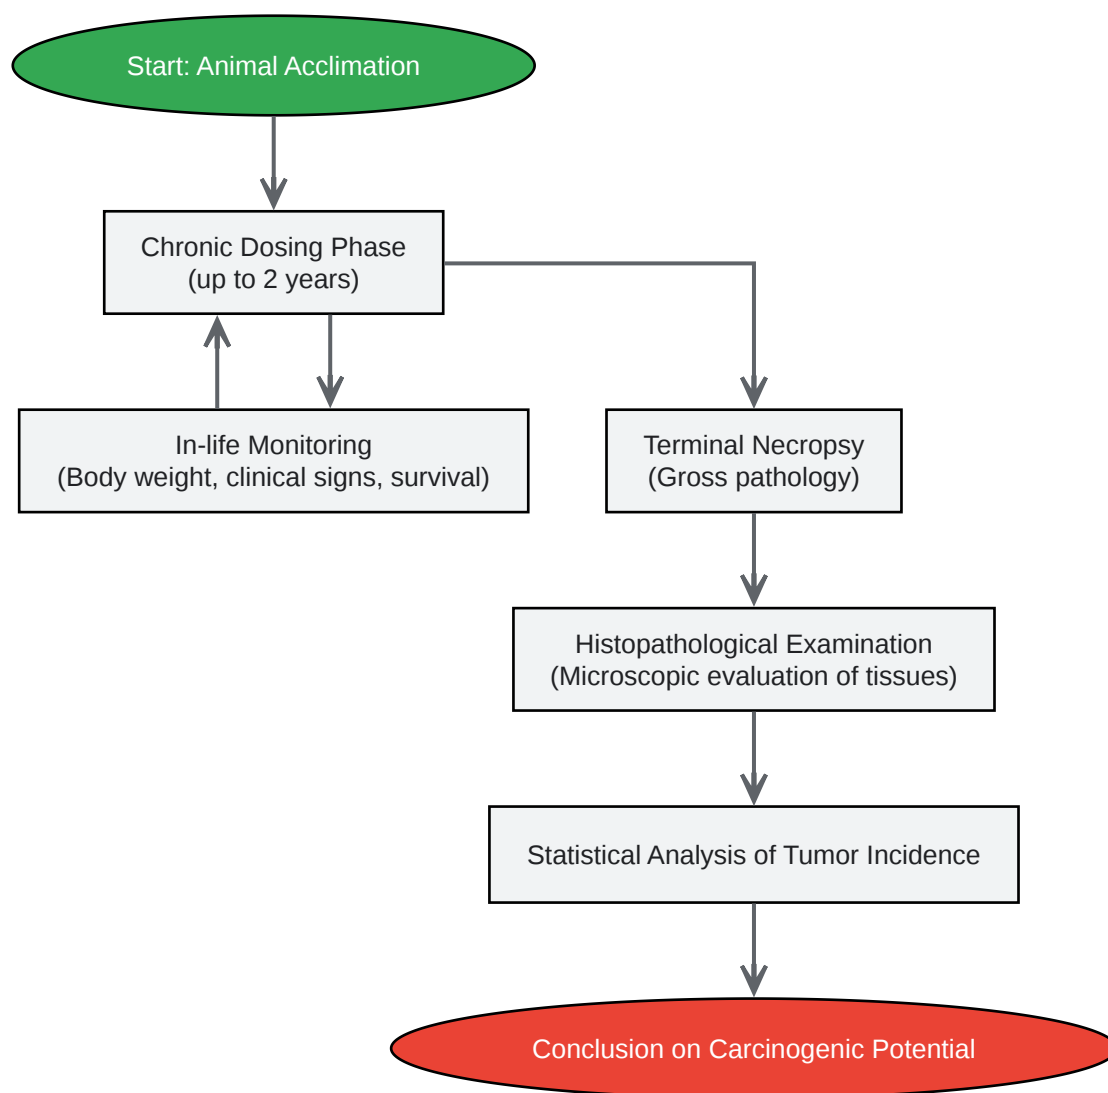 Start: Animal Acclimation
Chronic Dosing Phase
(up to 2 years)
In-life Monitoring
(Body weight, clinical signs, survival)
Terminal Necropsy
(Gross pathology)
Histopathological Examination
(Microscopic evaluation of tissues)
Statistical Analysis of Tumor Incidence
Conclusion on Carcinogenic Potential